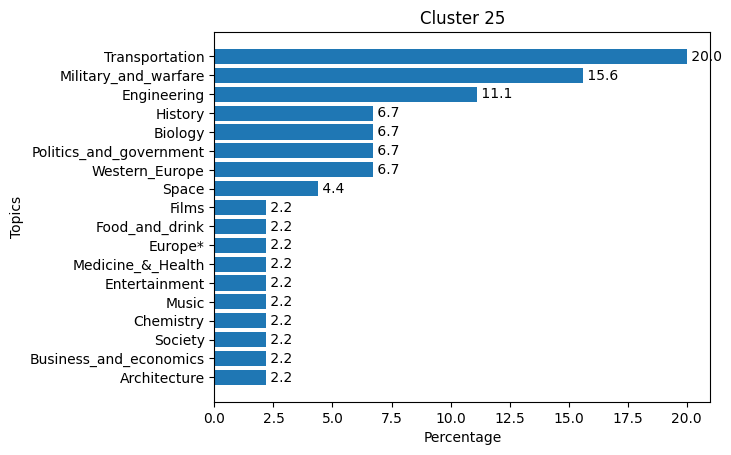 Cluster 25
Topics
Transportation 20.0
Military_and_warfare 15.6
Engineering 11.1
History 6.7
Biology 6.7
Politics_and_government 6.7
Western_Europe 6.7
Space 4.4
Films 2.2
Food_and_drink 2.2
Europe* 2.2
Medicine_&_Health 2.2
Entertainment 2.2
Music 2.2
Chemistry 2.2
Society 2.2
Business_and_economics 2.2
Architecture 2.2
0.0 2.5 5.0 7.5 10.0 12.5 15.0 17.5 20.0
Percentage